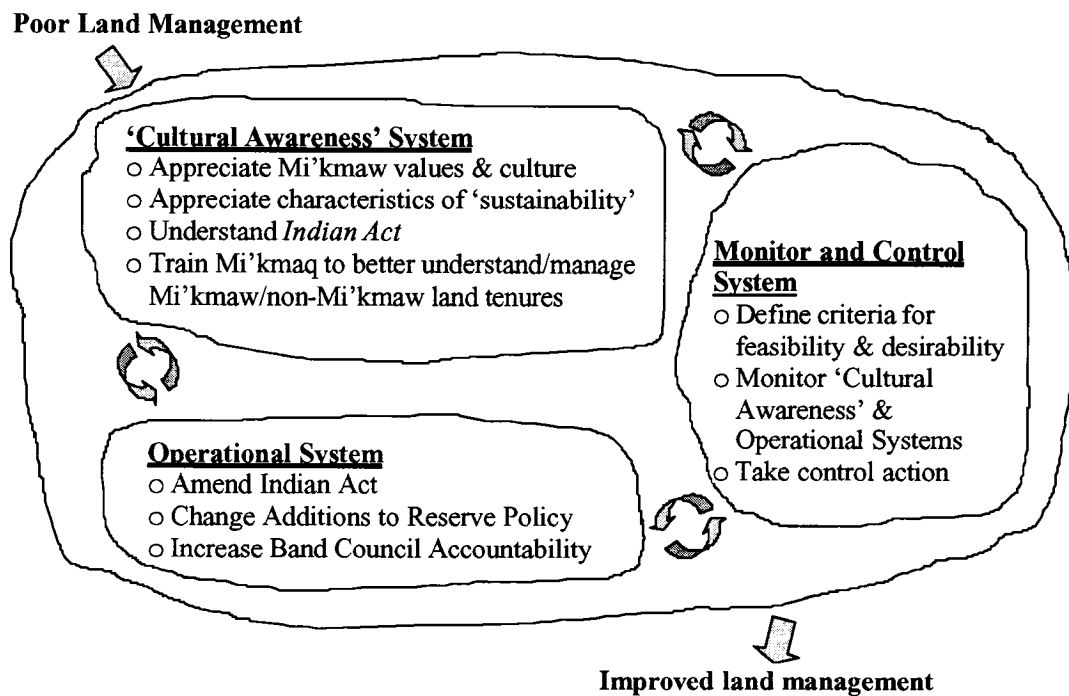 Poor Land Management
‘Cultural Awareness’ System
○ Appreciate Mi’kmaw values & culture
○ Appreciate characteristics of ‘sustainability’
○ Understand Indian Act
○ Train Mi’kmaq to better understand/manage
Mi’kmaw/non-Mi’kmaw land tenures
Monitor and Control
System
○ Define criteria for
feasibility & desirability
○ Monitor ‘Cultural
Awareness’ &
Operational Systems
○ Take control action
Operational System
○ Amend Indian Act
○ Change Additions to Reserve Policy
○ Increase Band Council Accountability
Improved land management